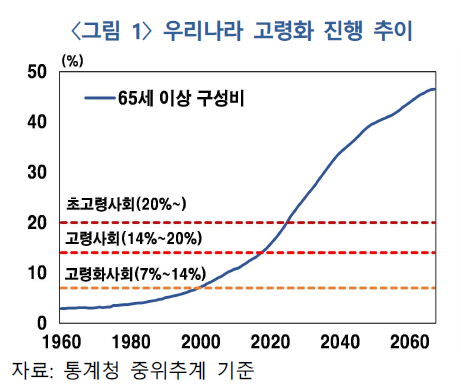 <그림 1> 우리나라 고령화 진행 추이
(%)
50
65세 이상 구성비
40
30
초고령사회(20%~)
20
고령사회(14%~20%)
10
고령화사회(7%~14%)
0
1960 1980 2000 2020 2040 2060
자료: 통계청 중위추계 기준